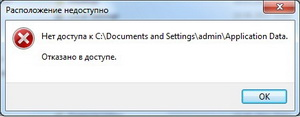 Расположение недоступно
Нет доступа к C:\Documents and Settings\admin\Application Data.
Отказано в доступе.
OK